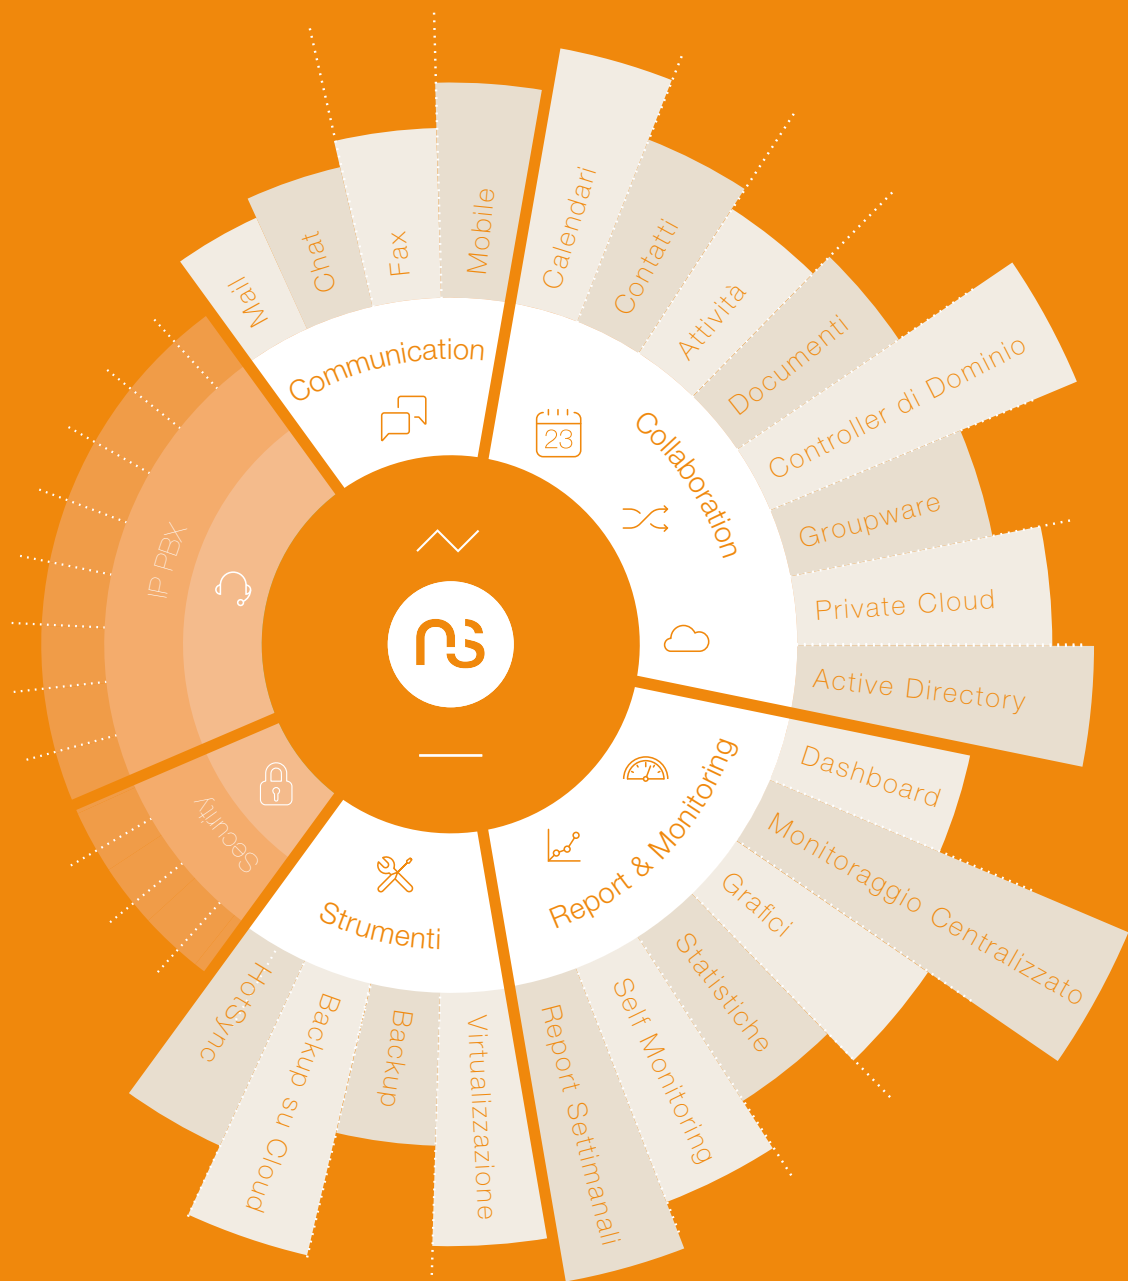 Communication
Mail
Chat
Fax
Mobile
Collaboration
23
Calendari
Contatti
Attività
Documenti
Controller di Dominio
Groupware
Private Cloud
Active Directory
Report & Monitoring
Dashboard
Monitoraggio Centralizzato
Grafici
Statistiche
Self Monitoring
Report Settimanali
Strumenti
Virtualizzazione
Backup
Backup su Cloud
HotSync
Security
IP PBX
ns